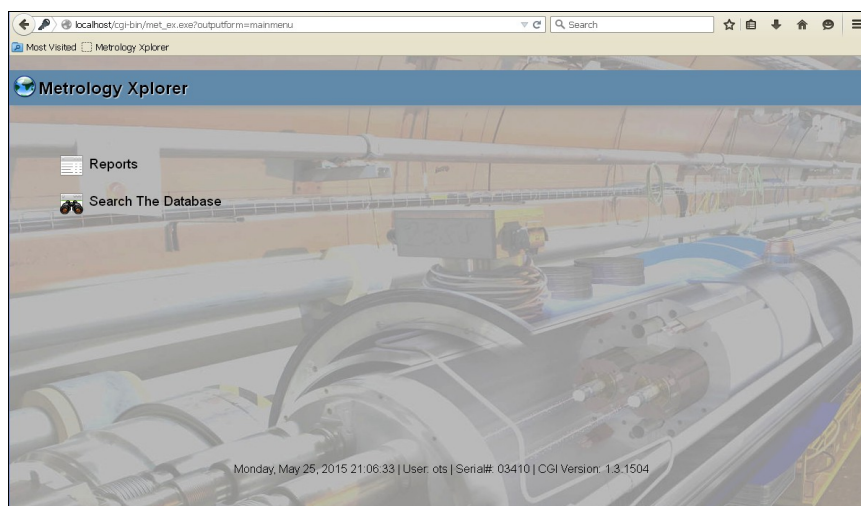 localhost/cgi-bin/met_ex.exe?outputform=mainmenu
Search
Most Visited
Metrology Xplorer
Metrology Xplorer
Reports
Search The Database
Monday, May 25, 2015 21:06:33 | User: ots | Serial#: 03410 | CGI Version: 1.3.1504